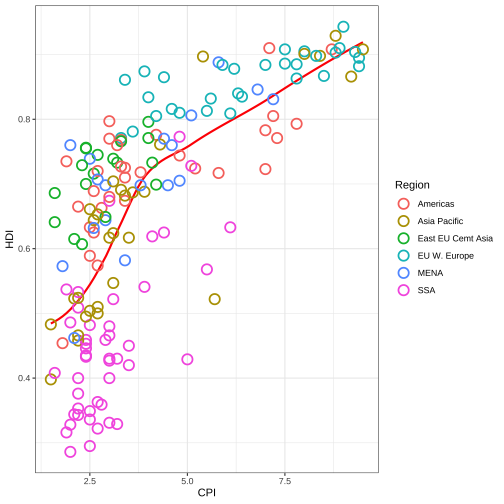 0.8
0.6
0.4
HDI
2.5 5.0 7.5
CPI
Region
Americas
Asia Pacific
East EU Cemt Asia
EU W. Europe
MENA
SSA